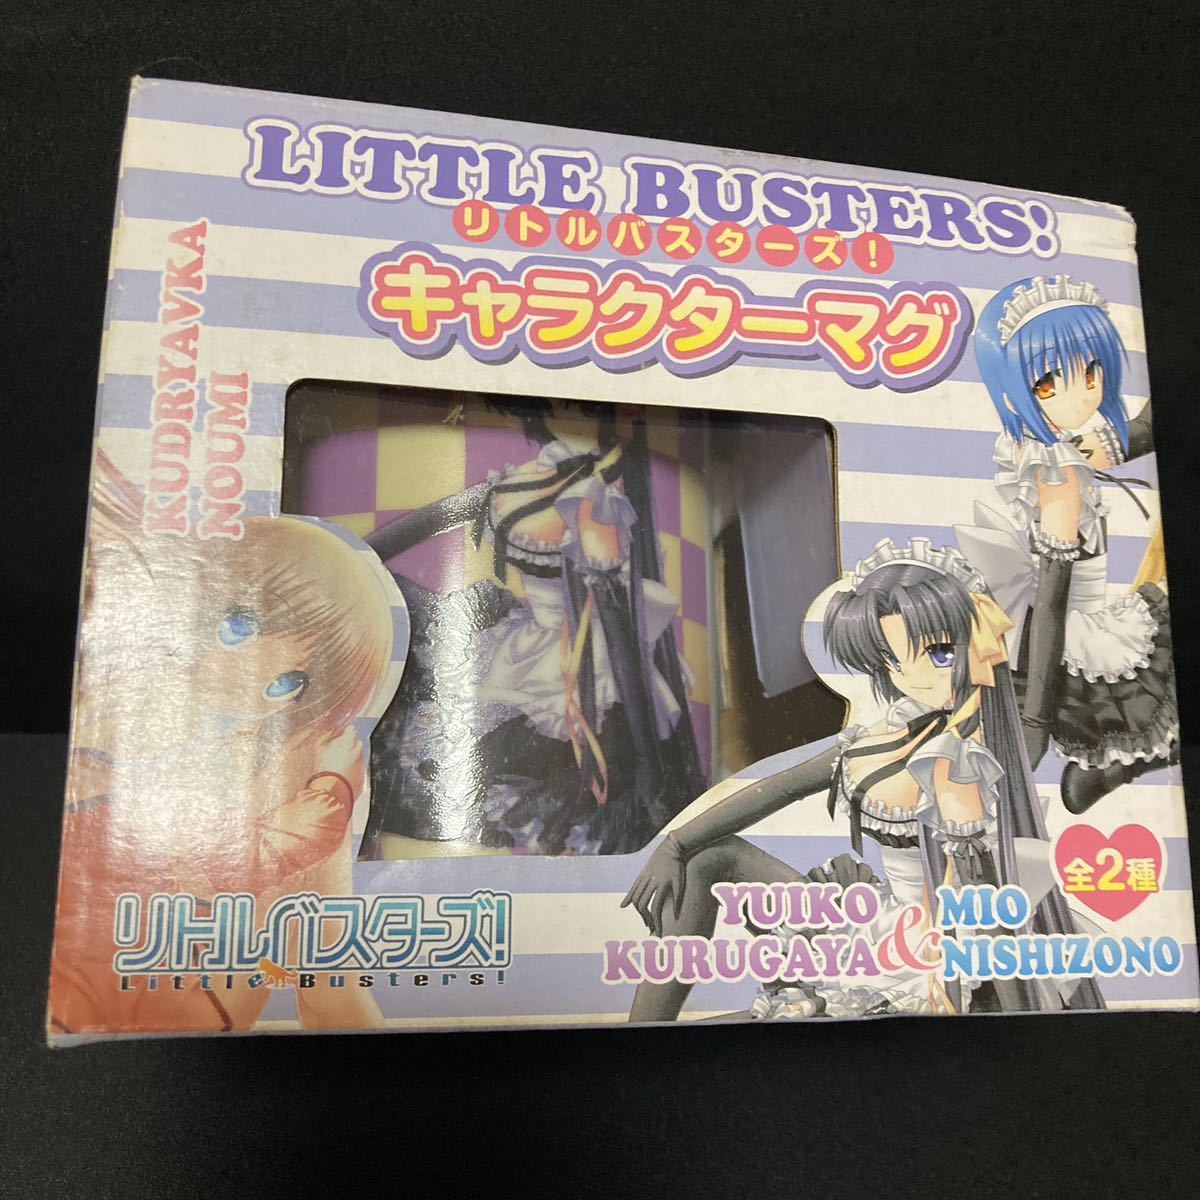 LITTLE BUSTERS!
リトルバスターズ!
キャラクターマグ
KUDRYAVKA
NOUMI
全2種
YUIKO
KURUGAYA
&
MIO
NISHIZONO
リトルバスターズ!
Little Busters!